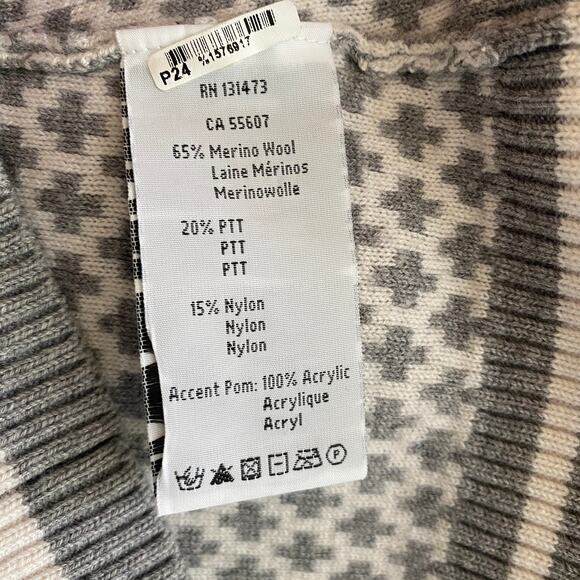 P24 % 1576917
RN 131473
CA 55607
65% Merino Wool
Laine Mérinos
Merinowolle
20% PTT
PTT
PTT
15% Nylon
Nylon
Nylon
Accent Pom: 100% Acrylic
Acrylique
Acryl
P